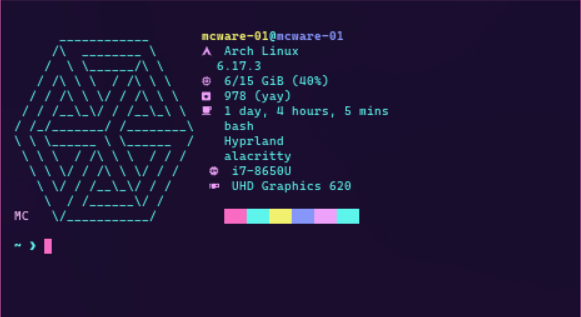 mcware-01@mcware-01
Arch Linux
6.17.3
6/15 GiB (40%)
978 (yay)
1 day, 4 hours, 5 mins
bash
Hyprland
alacritty
i7-8650U
UHD Graphics 620
MC
~ ❯